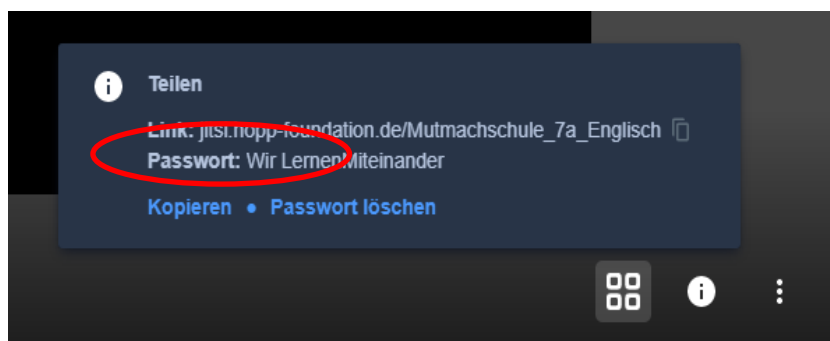 Teilen
Link: jitsi.hopp-foundation.de/Mutmachschule_7a_Englisch
Passwort: Wir LernenMiteinander
Kopieren • Passwort löschen